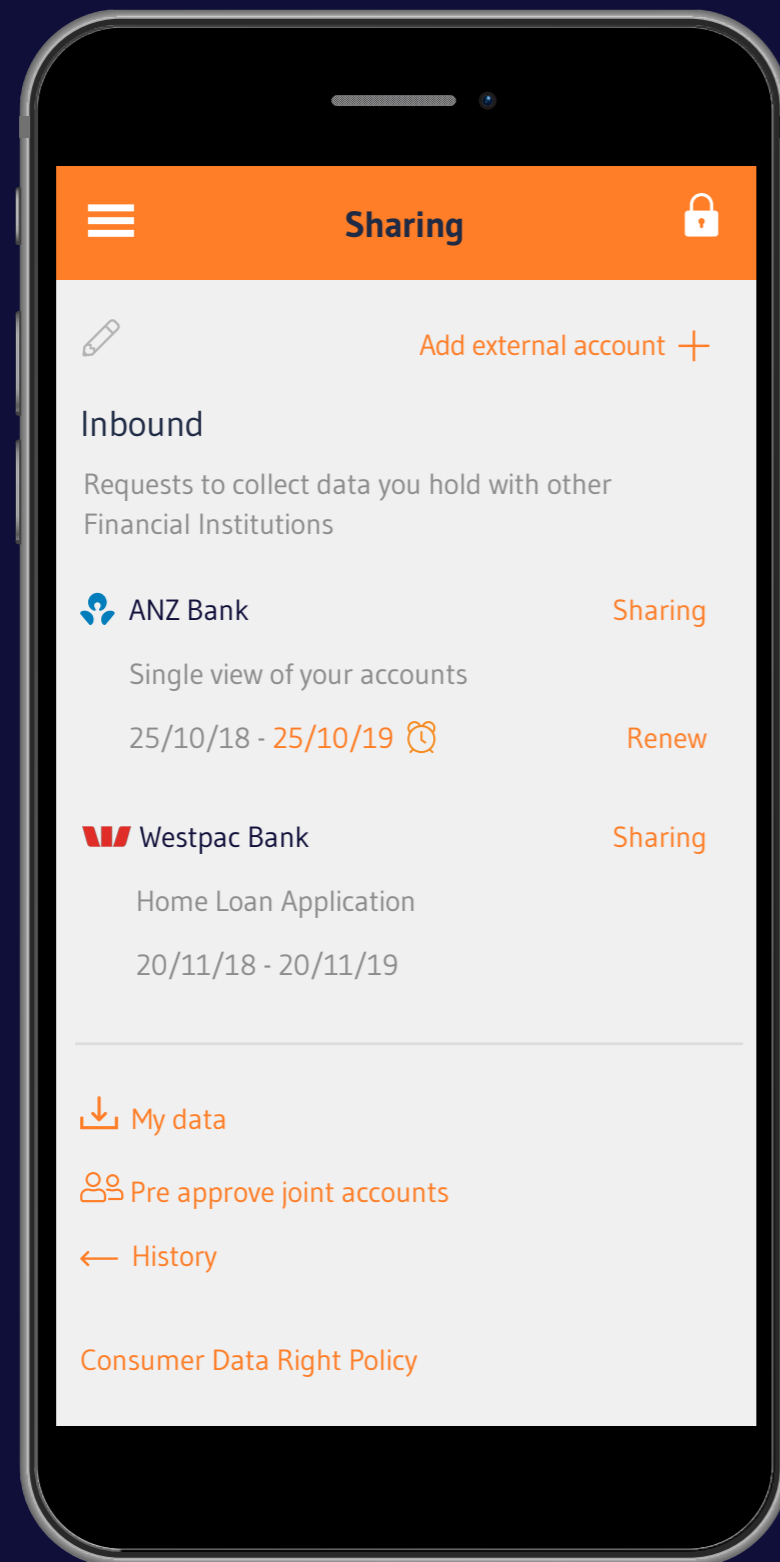 Sharing
Add external account
Inbound
Requests to collect data you hold with other
Financial Institutions
ANZ Bank Sharing
Single view of your accounts
25/10/18 - 25/10/19 Renew
Westpac Bank Sharing
Home Loan Application
20/11/18 - 20/11/19
My data
Pre approve joint accounts
History
Consumer Data Right Policy